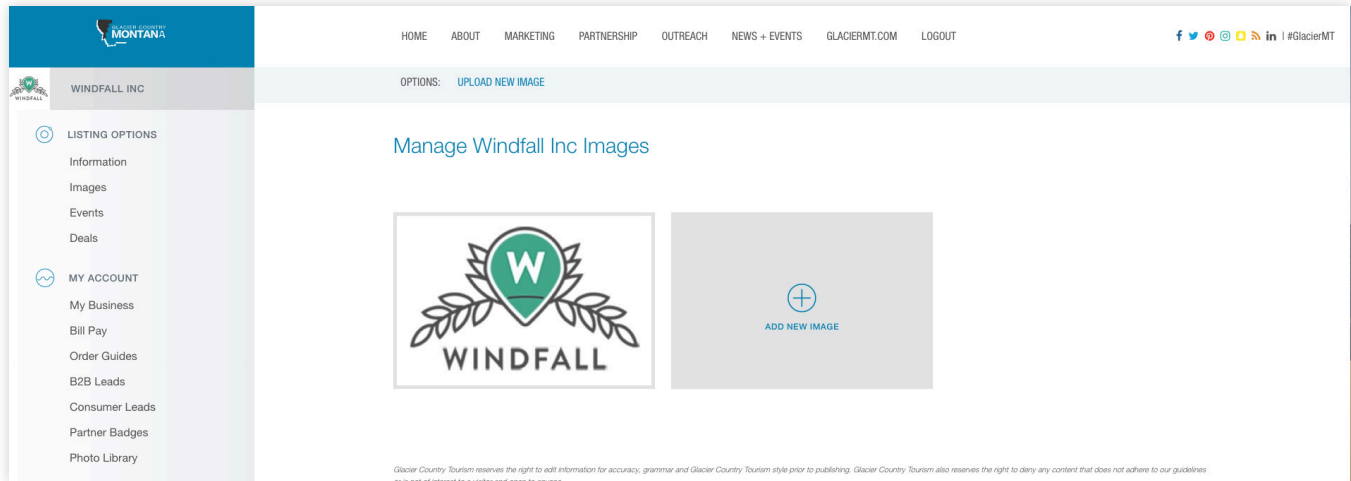 GLACIER COUNTRY
MONTANA
HOME ABOUT MARKETING PARTNERSHIP OUTREACH NEWS + EVENTS GLACIERMT.COM LOGOUT
| #GlacierMT
WINDFALL
WINDFALL INC
OPTIONS: UPLOAD NEW IMAGE
LISTING OPTIONS
Information
Images
Events
Deals
MY ACCOUNT
My Business
Bill Pay
Order Guides
B2B Leads
Consumer Leads
Partner Badges
Photo Library
Manage Windfall Inc Images
W
WINDFALL
ADD NEW IMAGE
Glacier Country Tourism reserves the right to edit information for accuracy, grammar and Glacier Country Tourism style prior to publishing. Glacier Country Tourism also reserves the right to deny any content that does not adhere to our guidelines